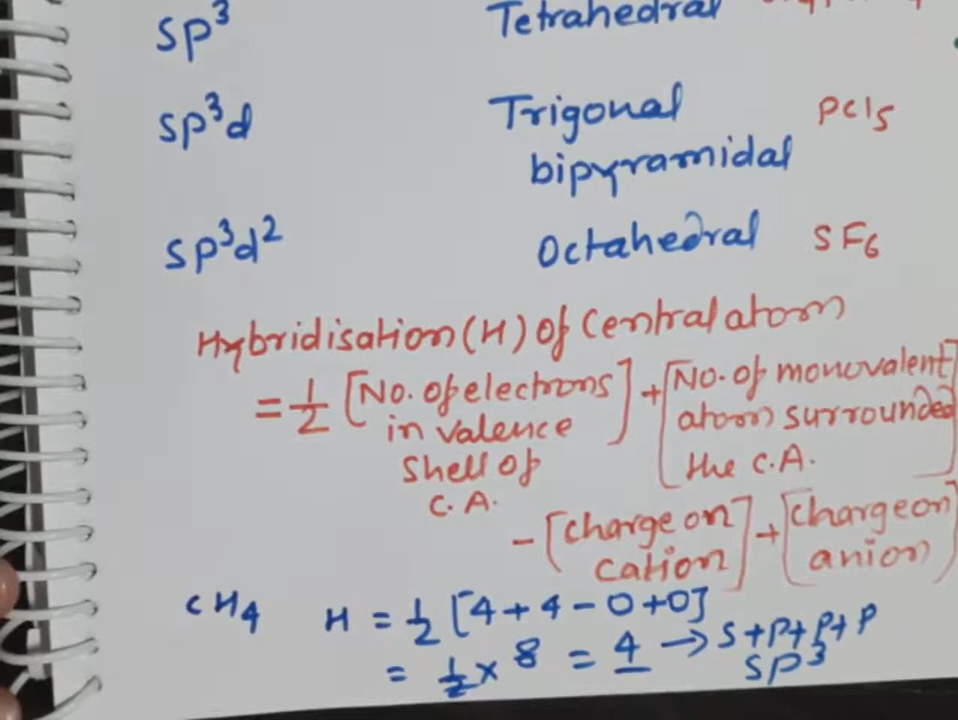 sp³ Tetrahedral
sp³d Trigonal bipyramidal PCl₅
sp³d² Octahedral SF₆
Hybridisation (H) of Central atom
= 1/2 [No. of electrons in valence shell of C.A.] + [No. of monovalent atom surrounded the C.A.
- [charge on cation] + [charge on anion]
CH₄ H = 1/2 [4+4-0+0]
= 1/2 × 8 = 4 → S+P+P+P
SP³